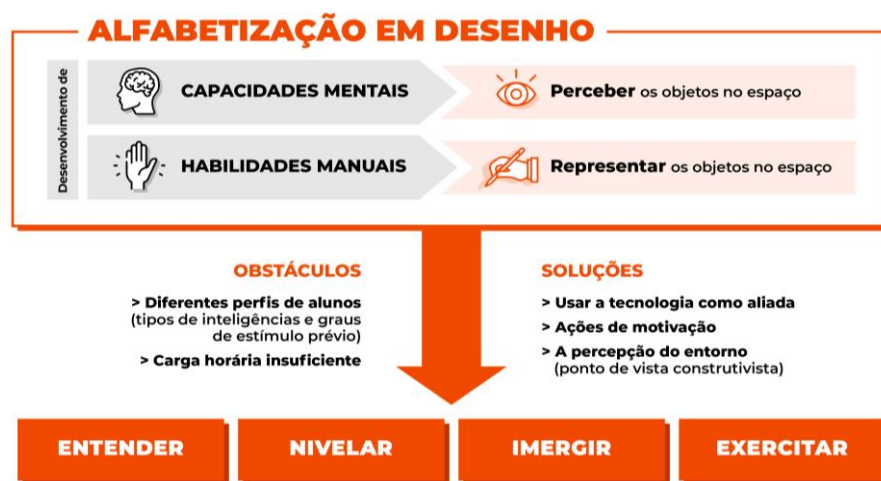 ALFABETIZAÇÃO EM DESENHO
Desenvolvimento de
CAPACIDADES MENTAIS
Perceber os objetos no espaço
HABILIDADES MANUAIS
Representar os objetos no espaço
OBSTÁCULOS
> Diferentes perfis de alunos
(tipos de inteligências e graus
de estímulo prévio)
> Carga horária insuficiente
SOLUÇÕES
> Usar a tecnologia como aliada
> Ações de motivação
> A percepção do entorno
(ponto de vista construtivista)
ENTENDER
NIVELAR
IMERGIR
EXERCITAR